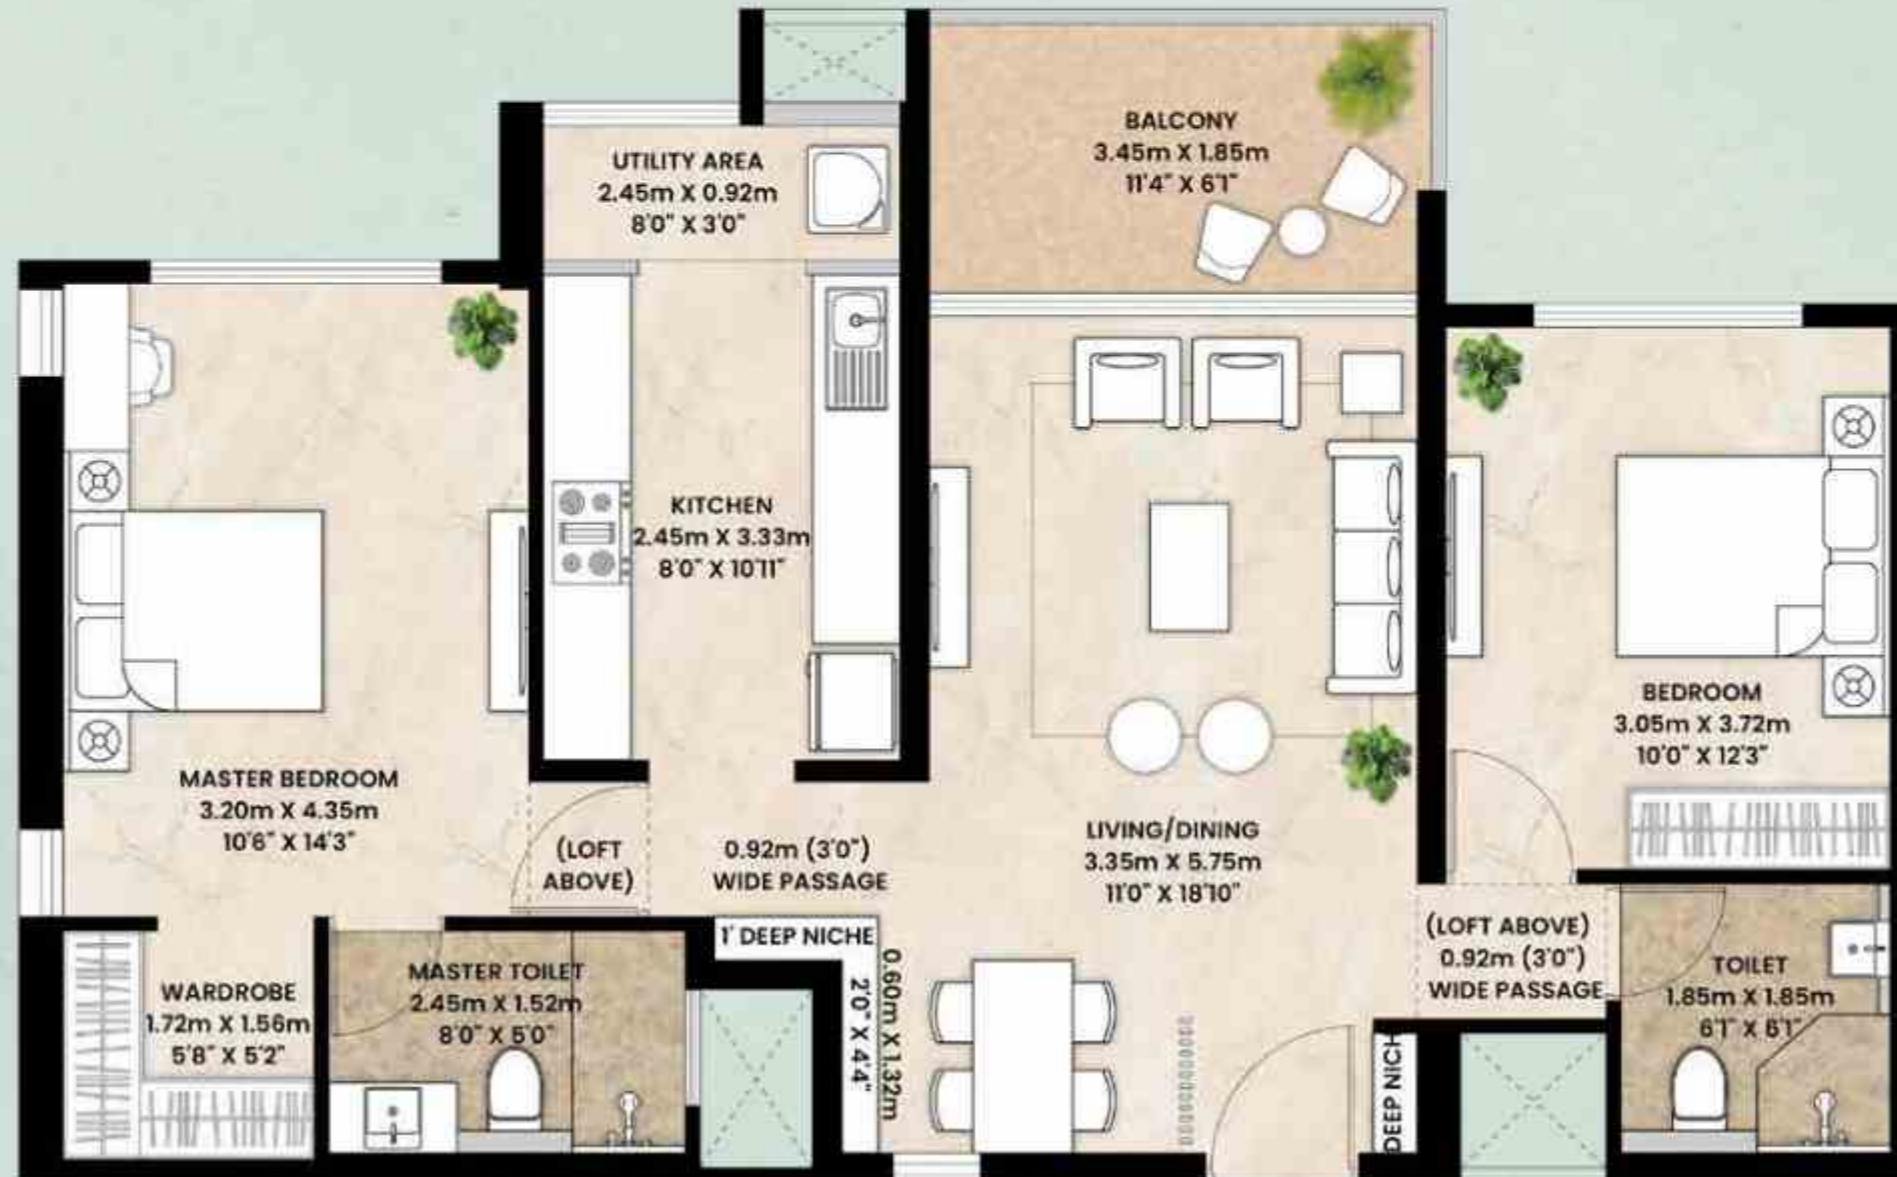 BALCONY
3.45m X 1.85m
11'4" X 6'1"
UTILITY AREA
2.45m X 0.92m
8'0" X 3'0"
KITCHEN
2.45m X 3.33m
8'0" X 10'11"
MASTER BEDROOM
3.20m X 4.35m
10'6" X 14'3"
BEDROOM
3.05m X 3.72m
10'0" X 12'3"
LIVING/DINING
3.35m X 5.75m
11'0" X 18'10"
(LOFT
ABOVE)
0.92m (3'0")
WIDE PASSAGE
1' DEEP NICHE
0.60m X 1.32m
2'0" X 4'4"
(LOFT ABOVE)
0.92m (3'0")
WIDE PASSAGE
WARDROBE
1.72m X 1.56m
5'8" X 5'2"
MASTER TOILET
2.45m X 1.52m
8'0" X 5'0"
TOILET
1.85m X 1.85m
6'1" X 6'1"
DEEP NICH